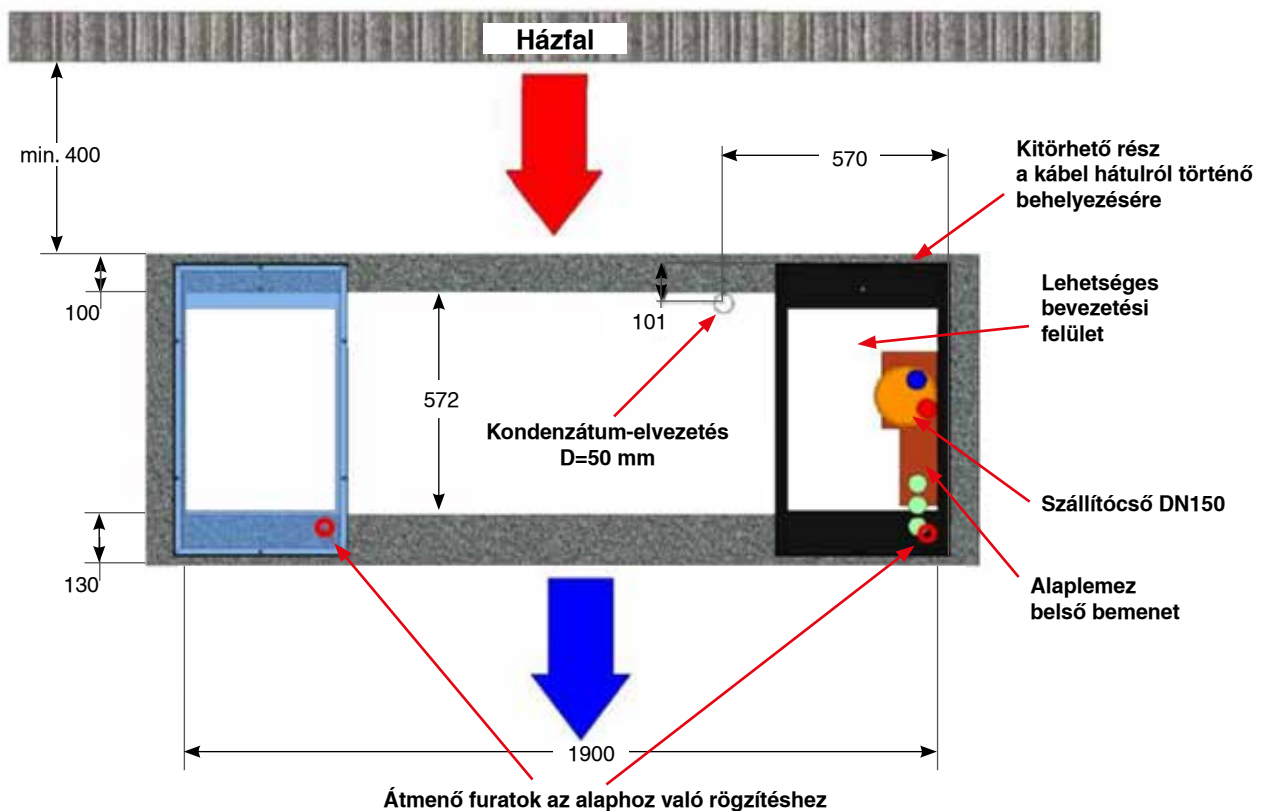 Házfal
min. 400
570
Kitörhető rész
a kábel hátulról történő
behelyezésére
100
101
Lehetséges
bevezetési
felület
572
Kondenzátum-elvezetés
D=50 mm
Szállítócső DN150
130
Alaplemez
belső bemenet
1900
Átmenő furatok az alaphoz való rögzítéshez